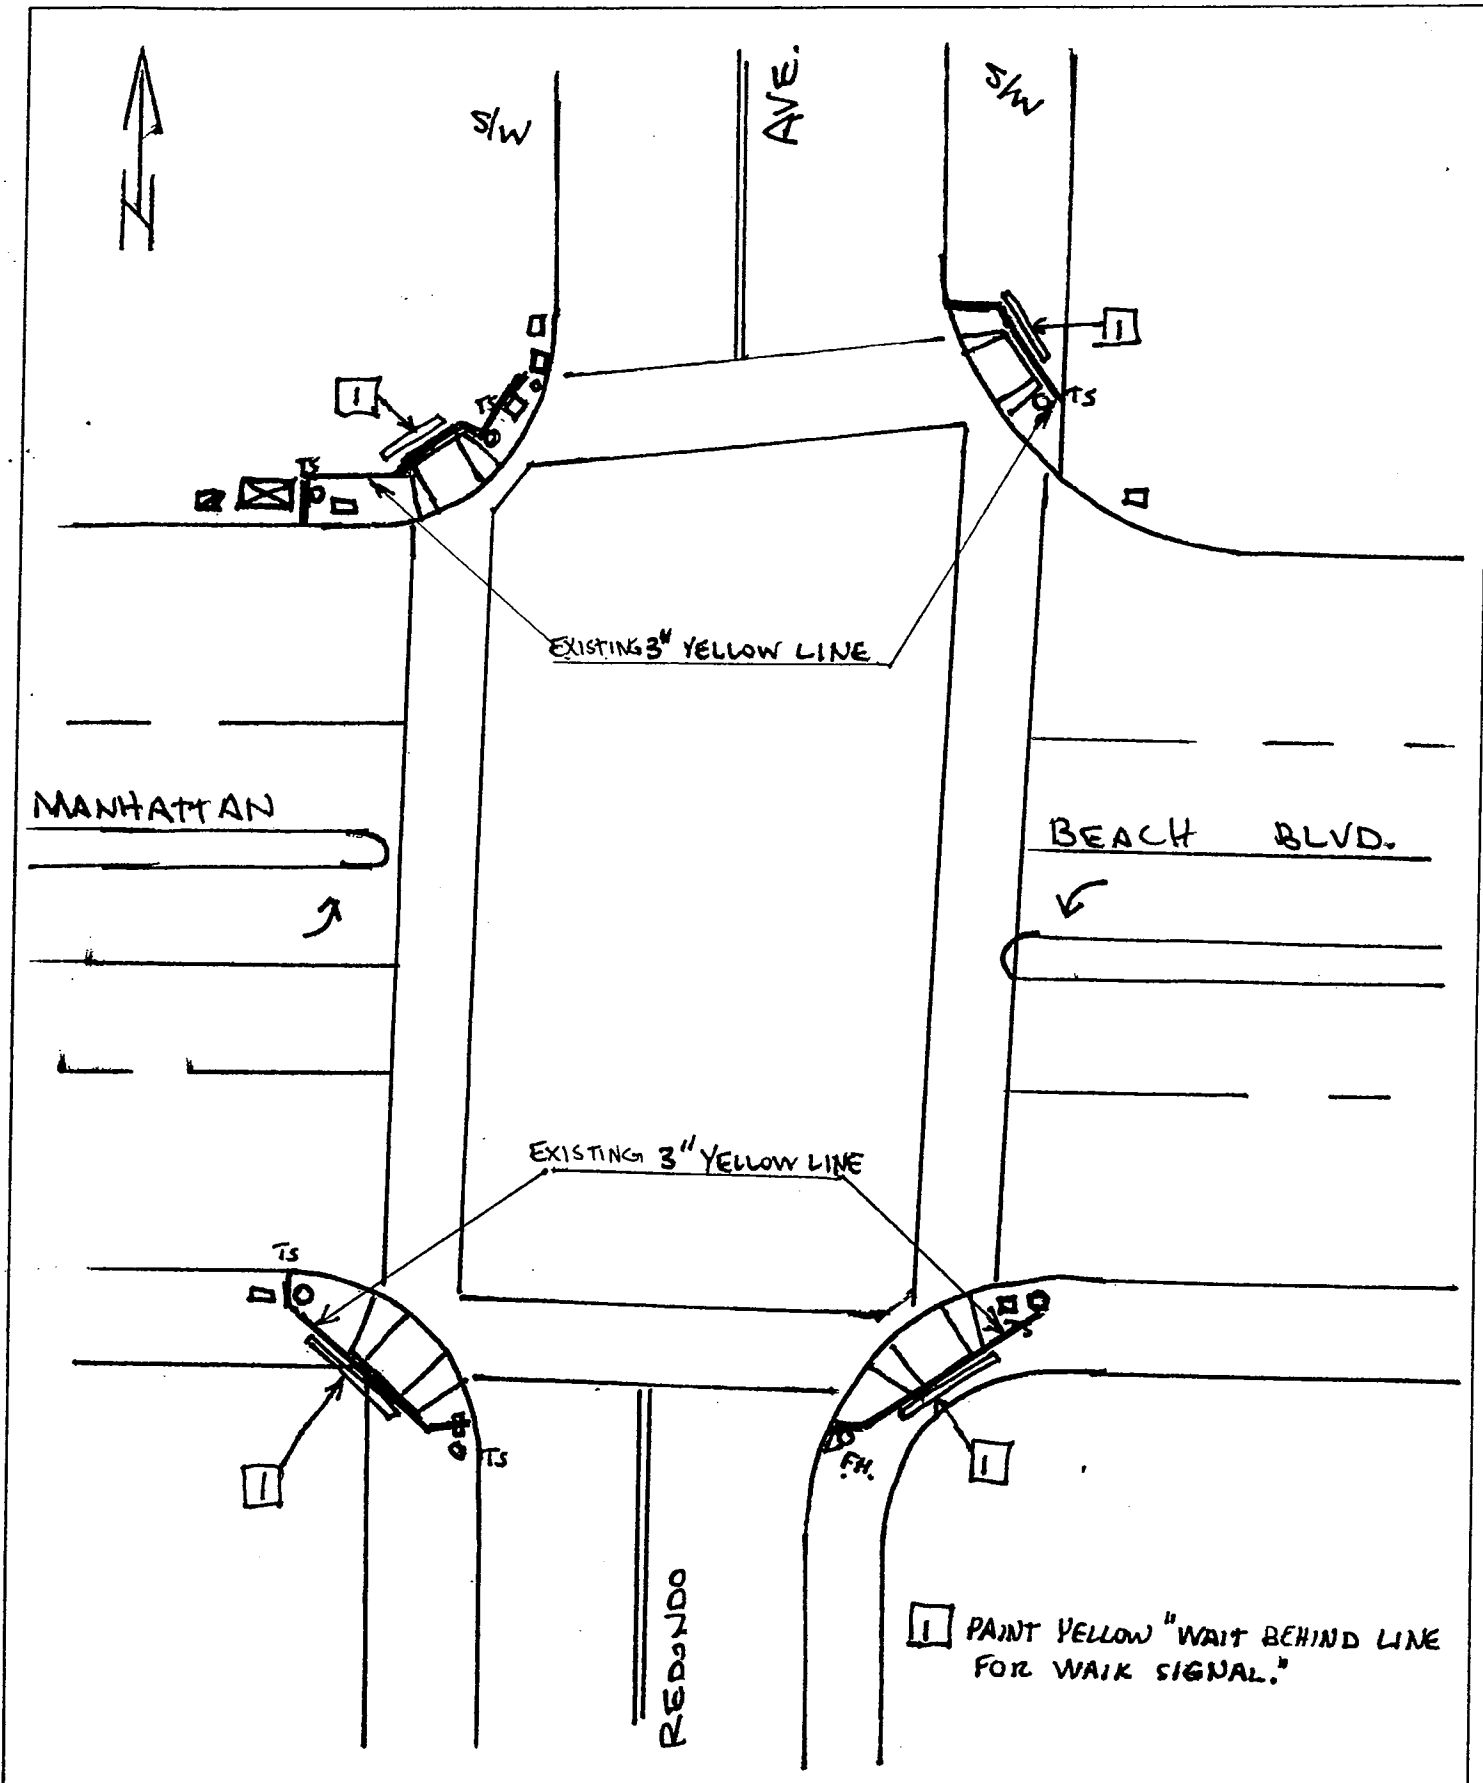 S/W
AVE.
S/W
N
1
1
TS
TS
TS
EXISTING 3" YELLOW LINE
MANHATTAN
BEACH BLVD.
EXISTING 3" YELLOW LINE
TS
TS
TS
F.H.
1
1
REDONDO
1 PAINT YELLOW "WAIT BEHIND LINE
FOR WALK SIGNAL."